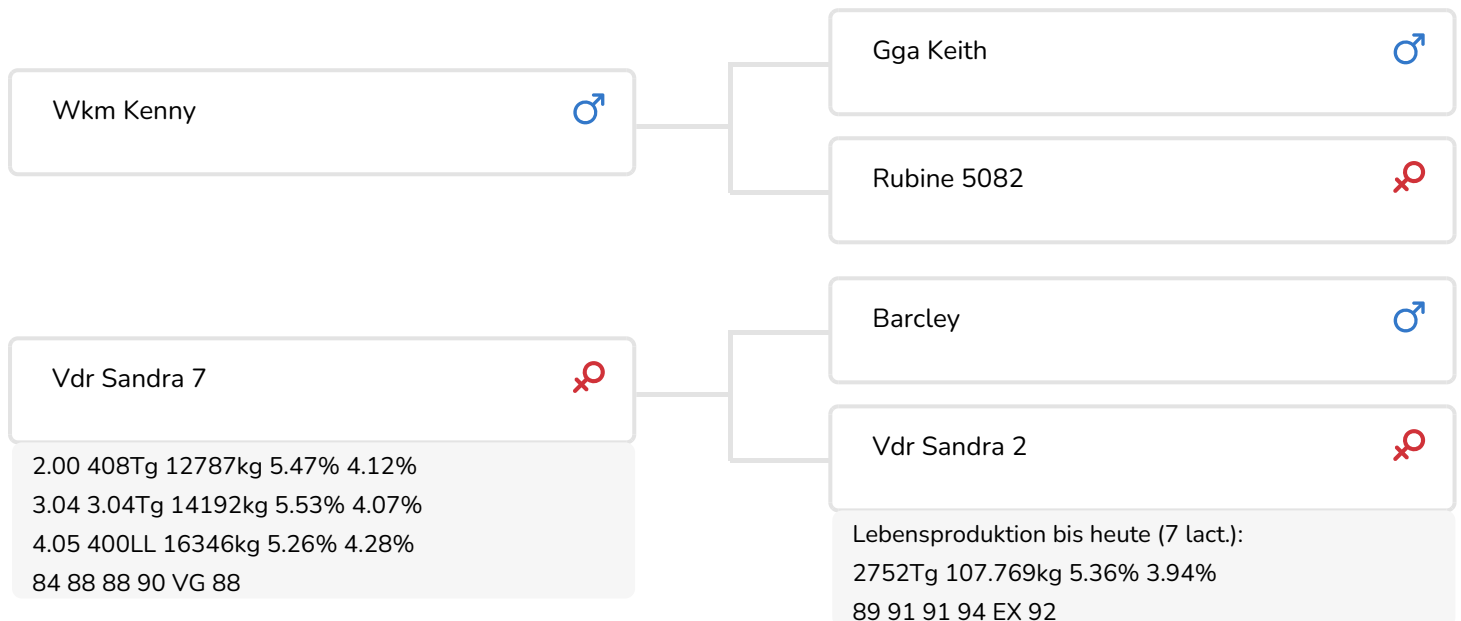 Gga Keith
Wkm Kenny
Rubine 5082
Barcley
Vdr Sandra 7
2.00 408Tg 12787kg 5.47% 4.12%
3.04 3.04Tg 14192kg 5.53% 4.07%
4.05 400LL 16346kg 5.26% 4.28%
84 88 88 90 VG 88
Vdr Sandra 2
Lebensproduktion bis heute (7 lact.):
2752Tg 107.769kg 5.36% 3.94%
89 91 91 94 EX 92